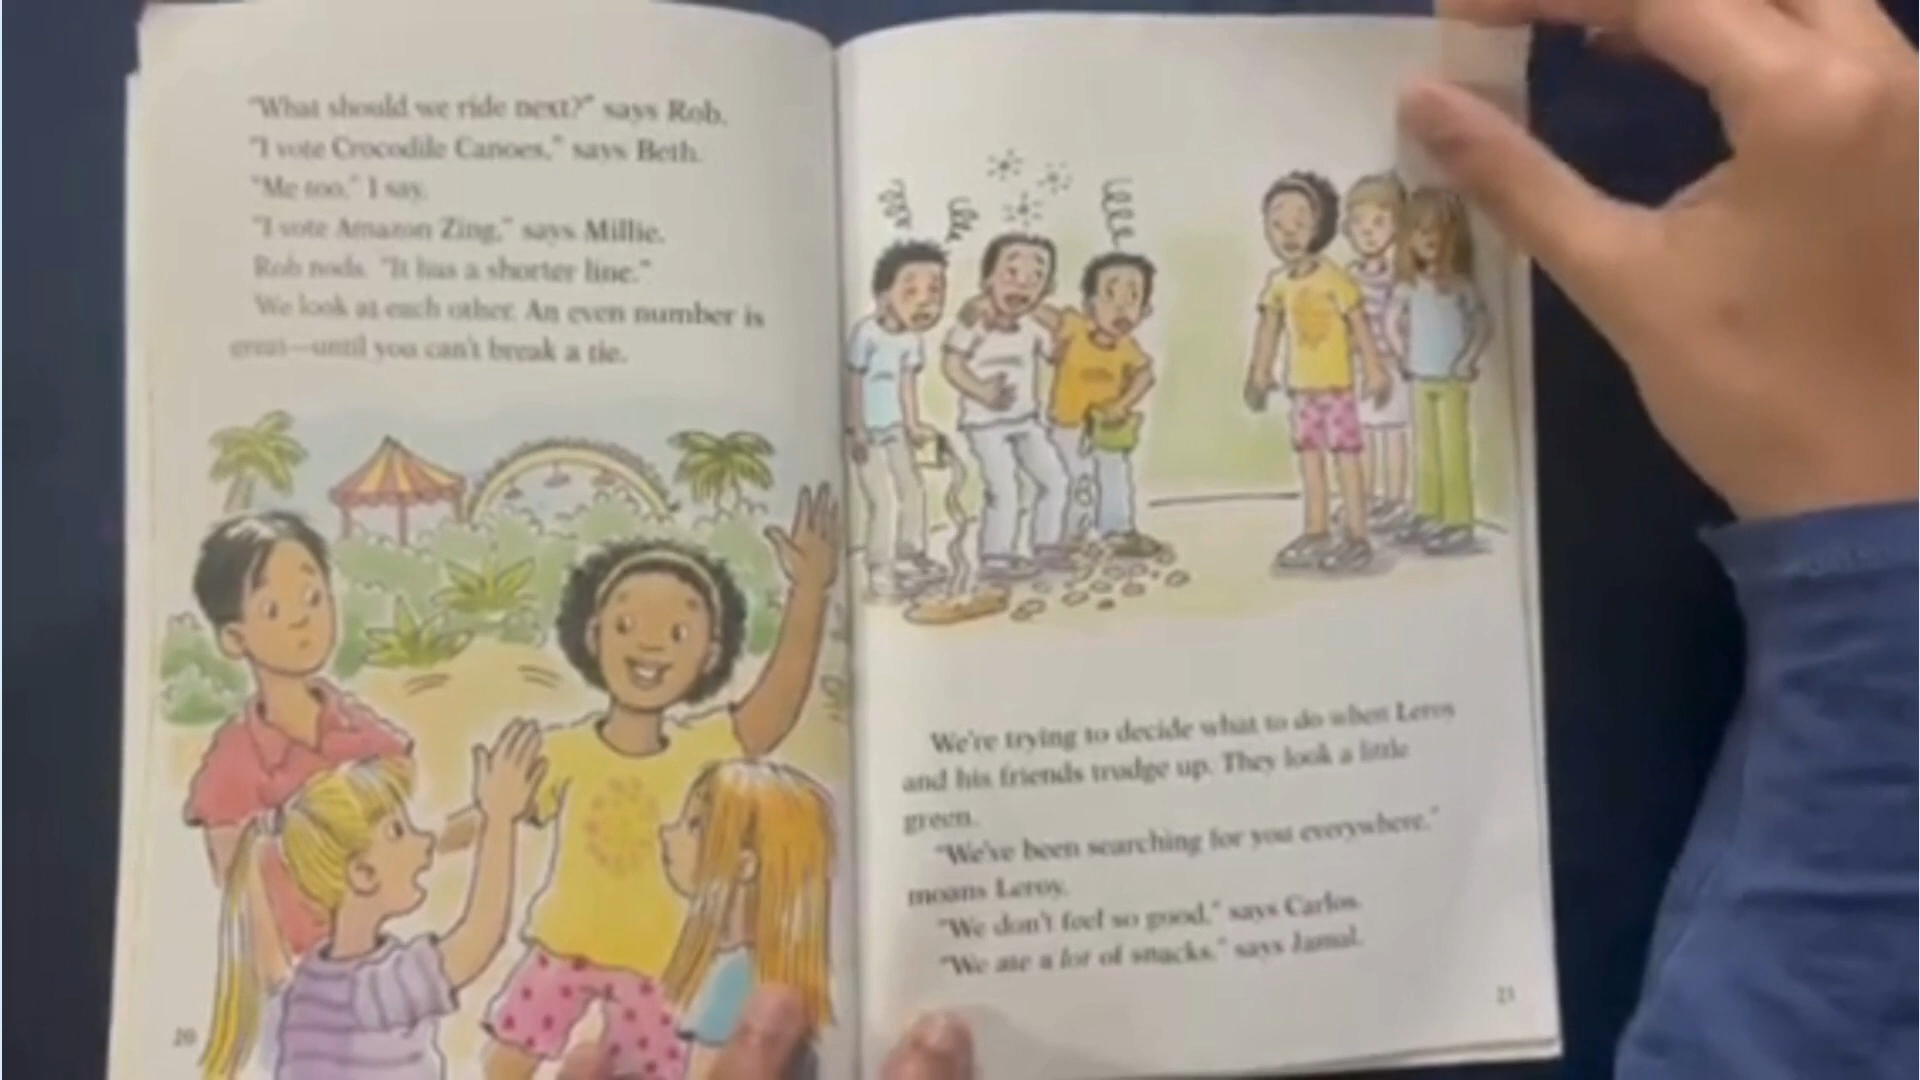 "What should we ride next?" says Rob.
"I vote Crocodile Canoes," says Beth.
"Me too," I say.
"I vote Amazon Zing," says Millie.
Rob nods. "It has a shorter line."
We look at each other. An even number is
great—until you can't break a tie.
20
We're trying to decide what to do when Leroy
and his friends trudge up. They look a little
green.
"We've been searching for you everywhere,"
moans Leroy.
"We don't feel so good," says Carlos.
"We ate a lot of snacks," says Jamal.
21